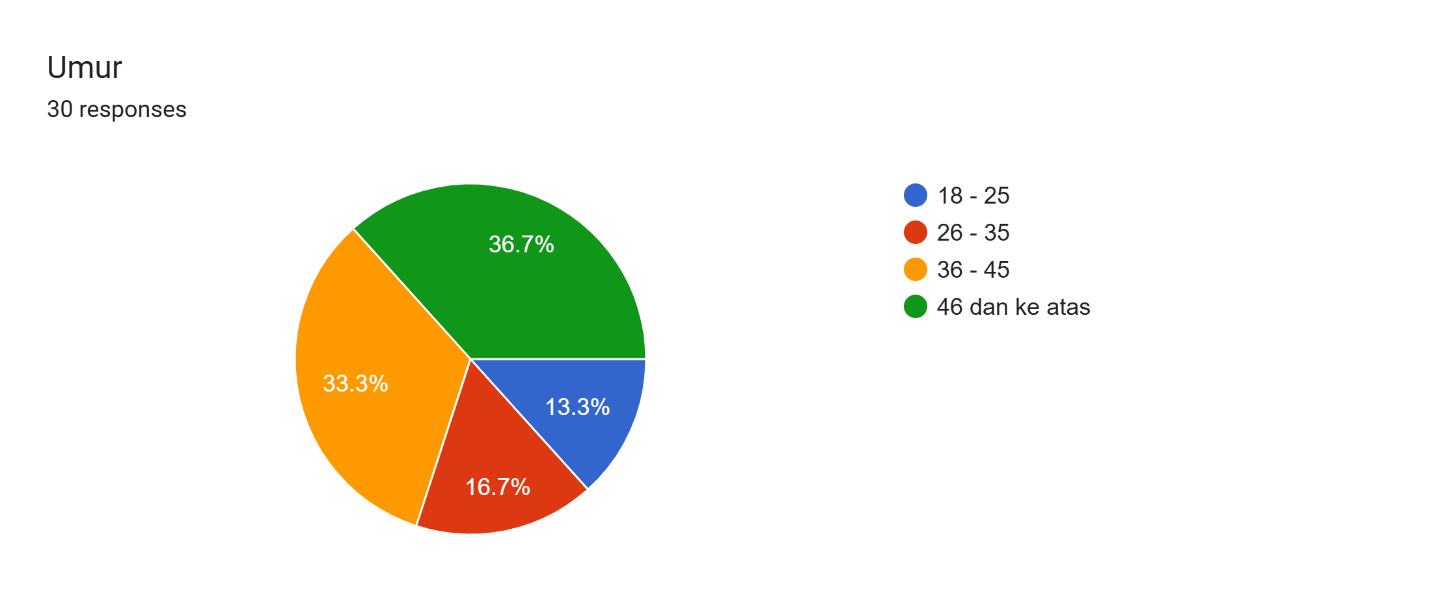 Umur
30 responses
36.7%
33.3%
13.3%
16.7%
18 - 25
26 - 35
36 - 45
46 dan ke atas